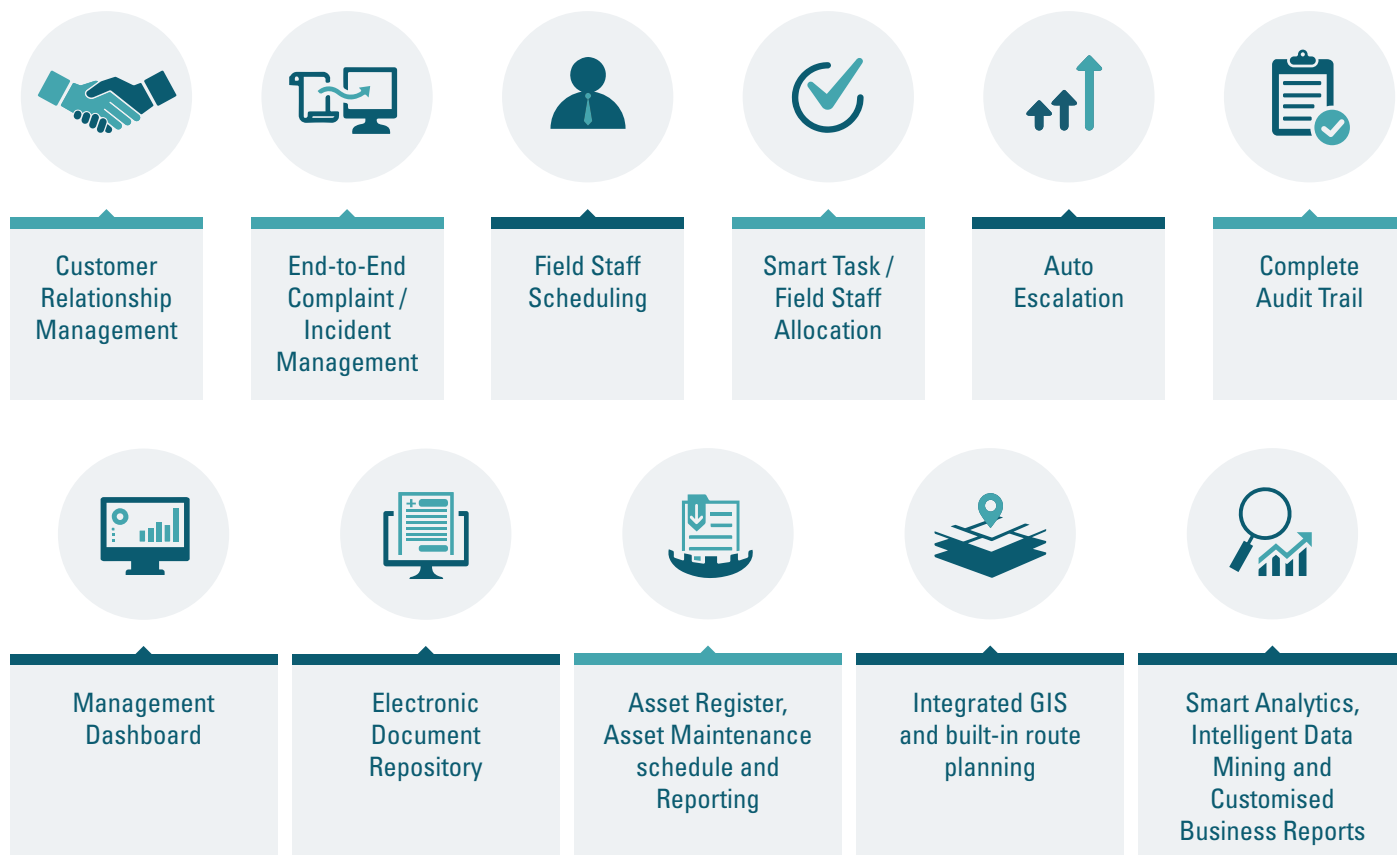 Customer
Relationship
Management
End-to-End
Complaint /
Incident
Management
Field Staff
Scheduling
Smart Task /
Field Staff
Allocation
Auto
Escalation
Complete
Audit Trail
Management
Dashboard
Electronic
Document
Repository
Asset Register,
Asset Maintenance
schedule and
Reporting
Integrated GIS
and built-in route
planning
Smart Analytics,
Intelligent Data
Mining and
Customised
Business Reports